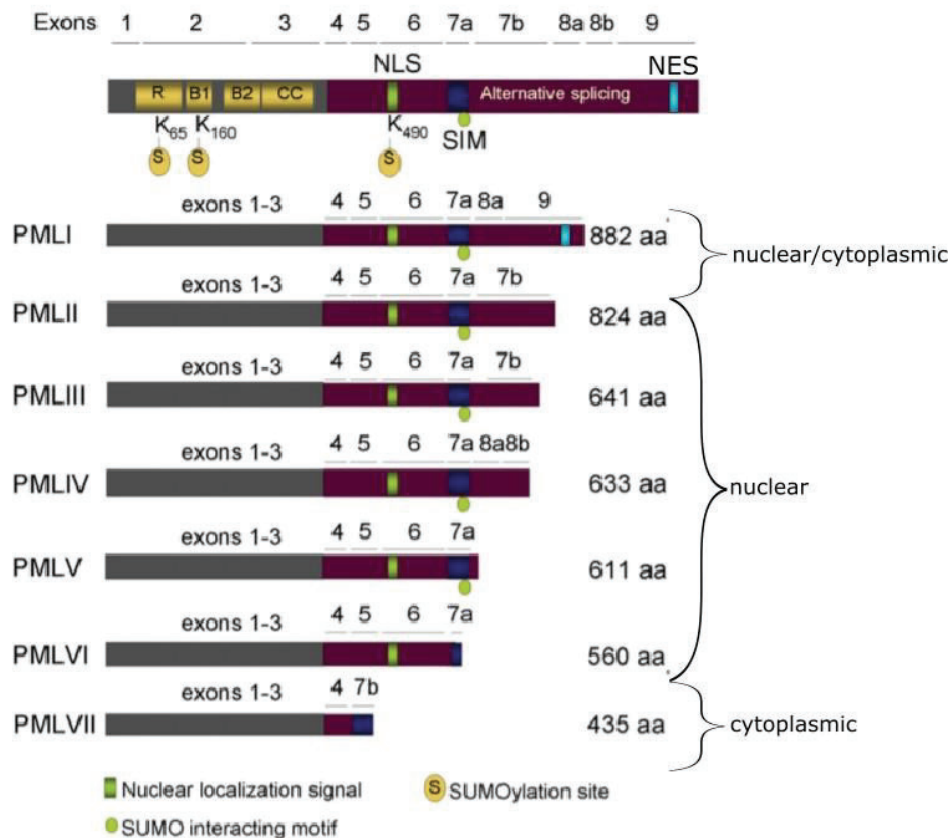 Exons 1 2 3 4 5 6 7a 7b 8a 8b 9
NLS NES
R B1 B2 CC Alternative splicing
K65 K160 K490 SIM
S S S
exons 1-3 4 5 6 7a 8a 9
PMLI 882 aa nuclear/cytoplasmic
exons 1-3 4 5 6 7a 7b
PMLII 824 aa
exons 1-3 4 5 6 7a 7b
PMLIII 641 aa
exons 1-3 4 5 6 7a 8a8b
PMLIV 633 aa nuclear
exons 1-3 4 5 6 7a
PMLV 611 aa
exons 1-3 4 5 6 7a
PMLVI 560 aa
exons 1-3 4 7b
PMLVII 435 aa cytoplasmic
Nuclear localization signal S SUMOylation site
SUMO interacting motif